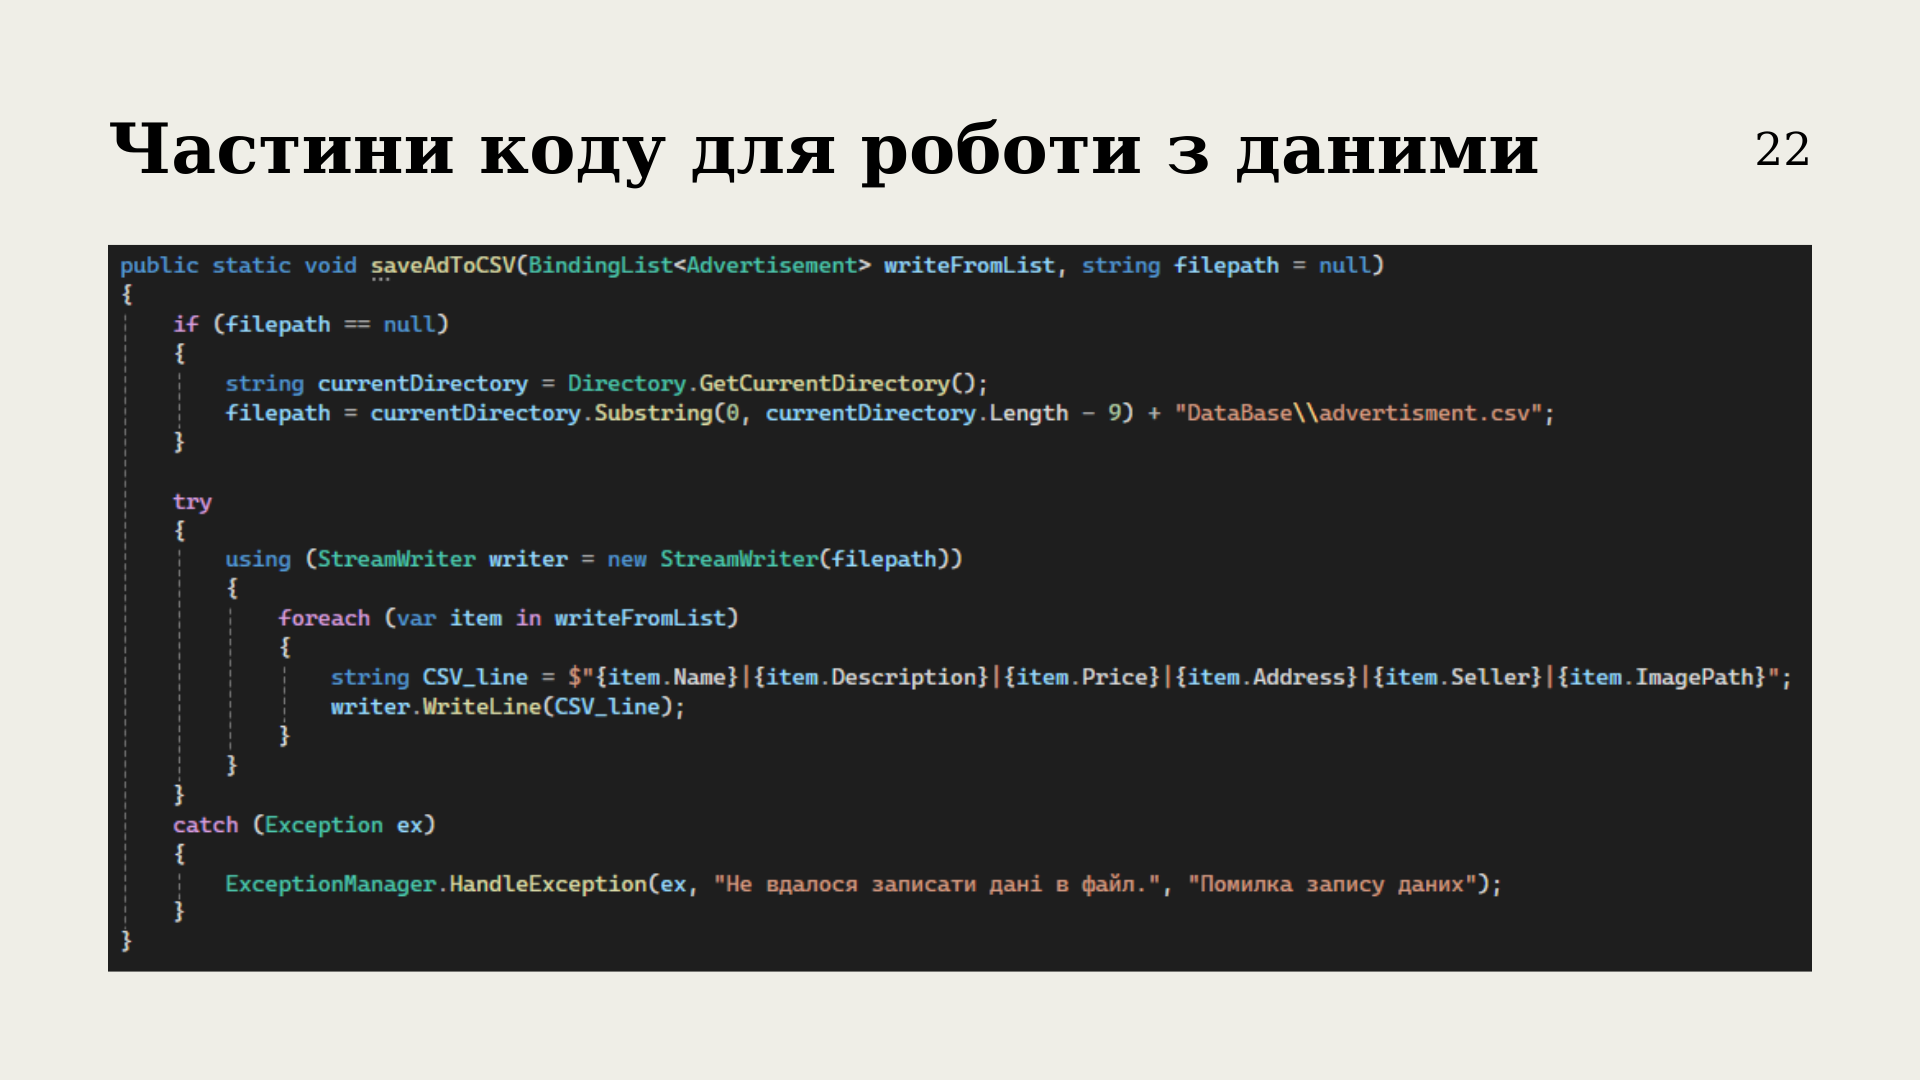 Частини коду для роботи з даними
22
public static void saveAdToCSV(BindingList<Advertisement> writeFromList, string filepath = null)
{
if (filepath == null)
{
string currentDirectory = Directory.GetCurrentDirectory();
filepath = currentDirectory.Substring(0, currentDirectory.Length - 9) + "DataBase\\advertisment.csv";
}
try
{
using (StreamWriter writer = new StreamWriter(filepath))
{
foreach (var item in writeFromList)
{
string CSV_line = $"{item.Name}|{item.Description}|{item.Price}|{item.Address}|{item.Seller}|{item.ImagePath}";
writer.WriteLine(CSV_line);
}
}
}
catch (Exception ex)
{
ExceptionManager.HandleException(ex, "Не вдалося записати дані в файл.", "Помилка запису даних");
}
}